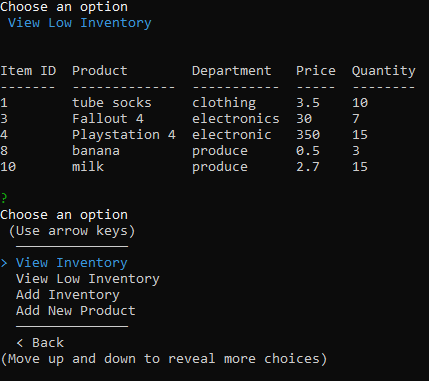 Choose an option
View Low Inventory
Item ID  Product        Department   Price  Quantity
-------  -------------  -----------  -----  --------
1        tube socks     clothing     3.5    10
3        Fallout 4      electronics  30     7
4        Playstation 4  electronic   350    15
8        banana         produce      0.5    3
10       milk           produce      2.7    15
?
Choose an option
(Use arrow keys)
──────────────
> View Inventory
View Low Inventory
Add Inventory
Add New Product
──────────────
< Back
(Move up and down to reveal more choices)